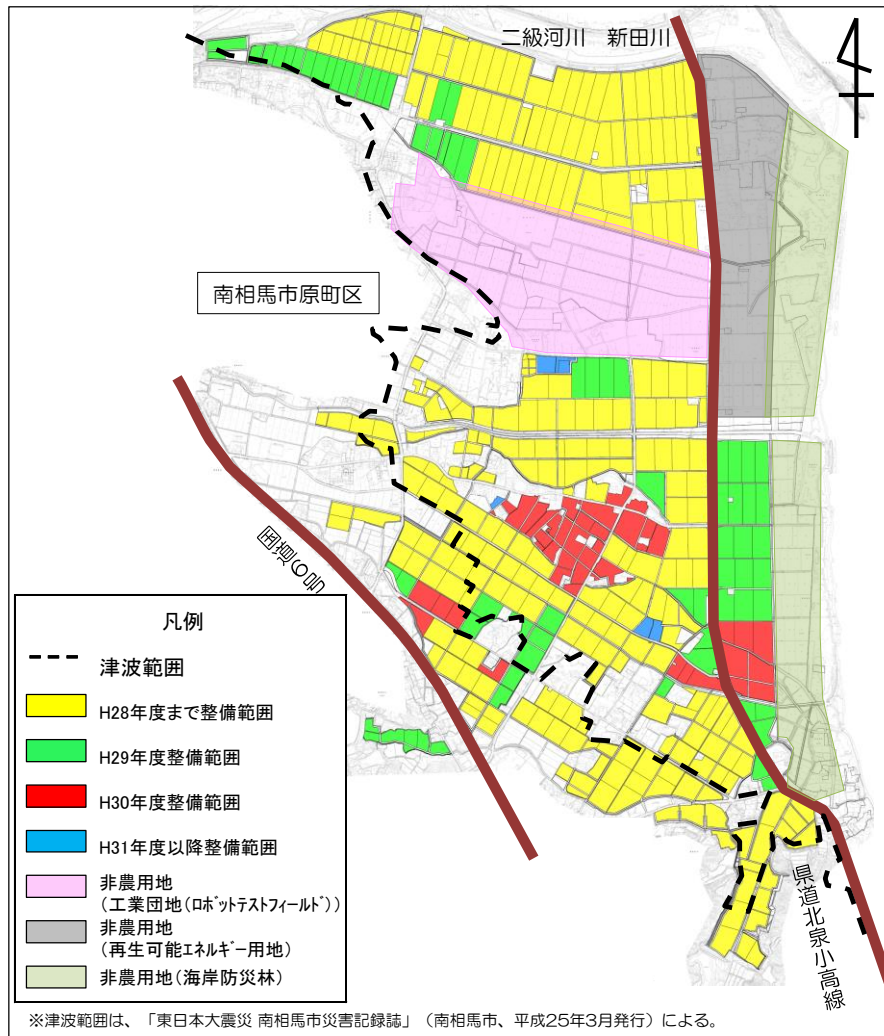 二級河川　新田川
南相馬市原町区
国道6号
凡例
津波範囲
H28年度まで整備範囲
H29年度整備範囲
H30年度整備範囲
H31年度以降整備範囲
非農用地
（工業団地（ﾛﾎﾞｯﾄﾃｽﾄﾌｨｰﾙﾄﾞ））
非農用地
（再生可能ｴﾈﾙｷﾞｰ用地）
非農用地（海岸防災林）
県道北泉小高線
※津波範囲は、「東日本大震災 南相馬市災害記録誌」（南相馬市、平成25年3月発行）による。